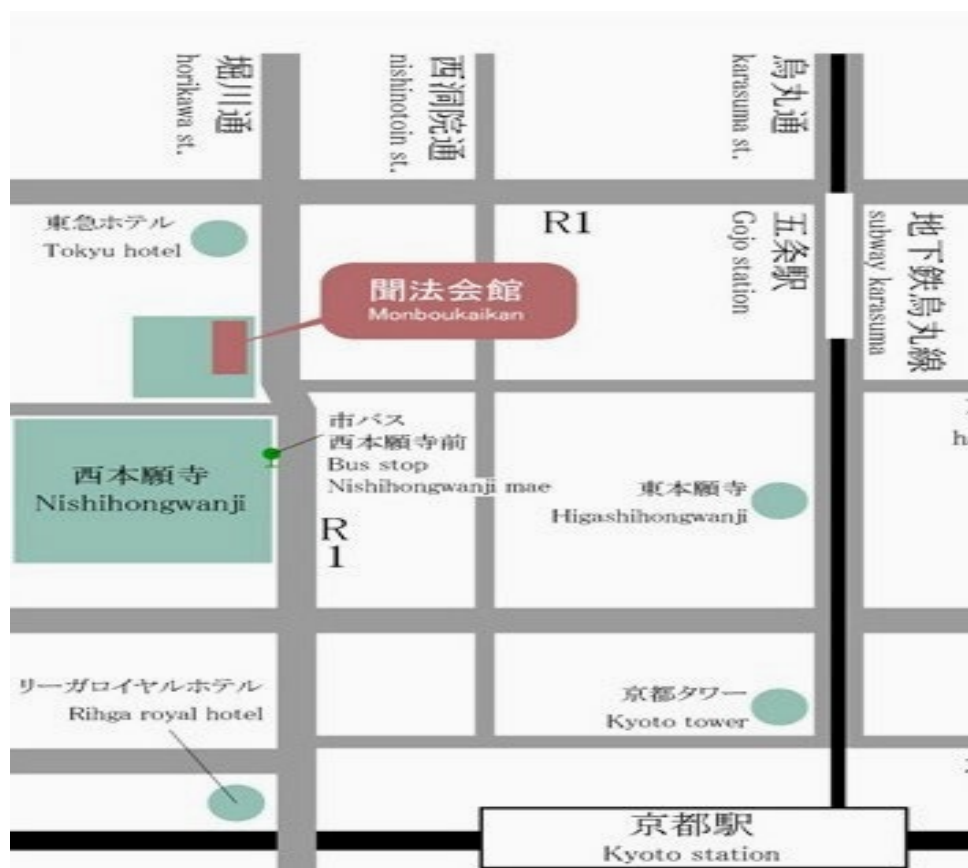 堀川通
horikawa st.
西洞院通
nishinotoin st.
烏丸通
karasuma st.
東急ホテル
Tokyu hotel
R1
五条駅
Gojo station
地下鉄烏丸線
subway karasuma
聞法会館
Monboukaikan
市バス
西本願寺前
Bus stop
Nishihongwanji mae
西本願寺
Nishihongwanji
東本願寺
Higashihongwanji
R
1
リーガロイヤルホテル
Rihga royal hotel
京都タワー
Kyoto tower
京都駅
Kyoto station